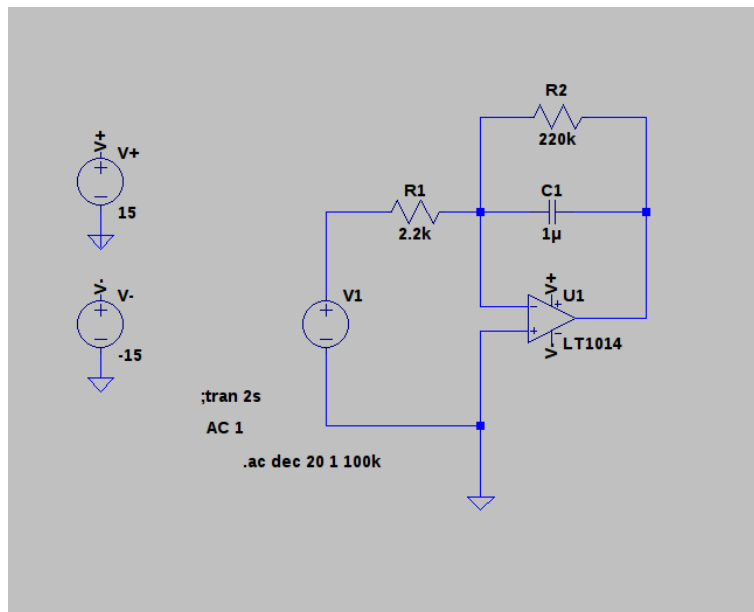 V+
V+
+
−
15
V-
V-
+
−
-15
R2
220k
C1
1µ
R1
2.2k
V1
+
−
V+
U1
+
−
+
−
V-
LT1014
;tran 2s
AC 1
.ac dec 20 1 100k